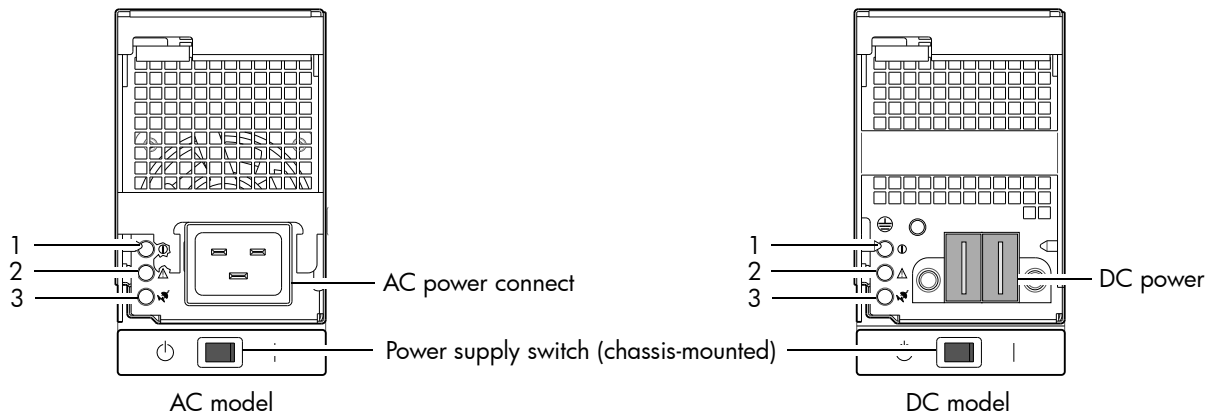 1
2
3
AC power connect
Power supply switch (chassis-mounted)
AC model
1
2
3
DC power
DC model